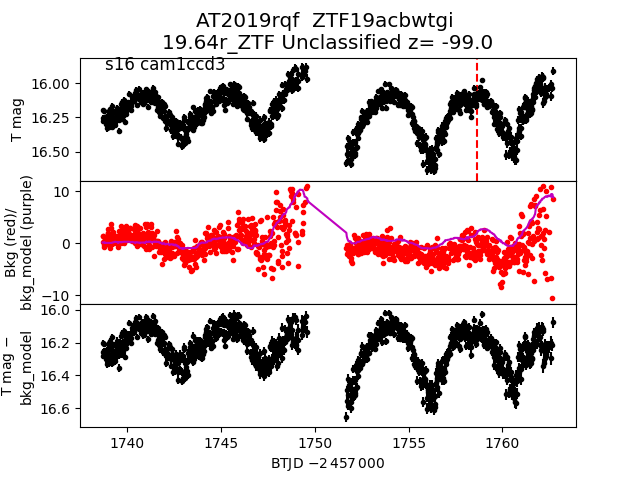 AT2019rqf  ZTF19acbwtgi
19.64r_ZTF Unclassified z= -99.0
s16 cam1ccd3
T mag
16.00
16.25
16.50
Bkg (red)/
bkg_model (purple)
10
0
−10
T mag −
bkg_model
16.0
16.2
16.4
16.6
1740 1745 1750 1755 1760
BTJD −2 457 000